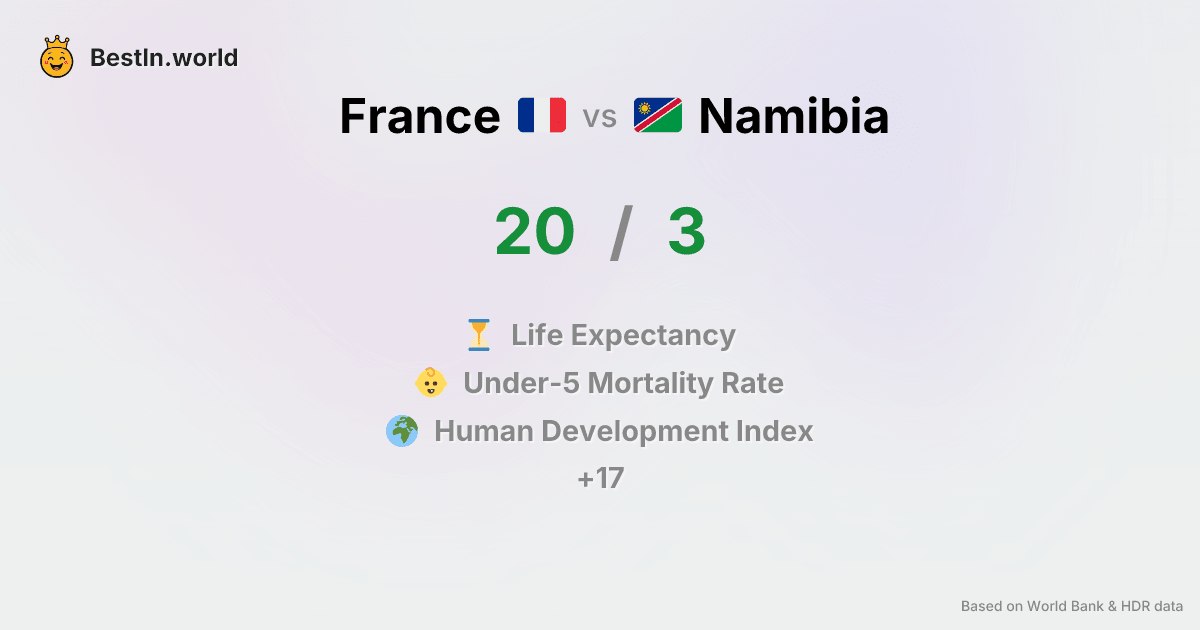 BestIn.world
France vs Namibia
20 / 3
Life Expectancy
Under-5 Mortality Rate
Human Development Index
+17
Based on World Bank & HDR data